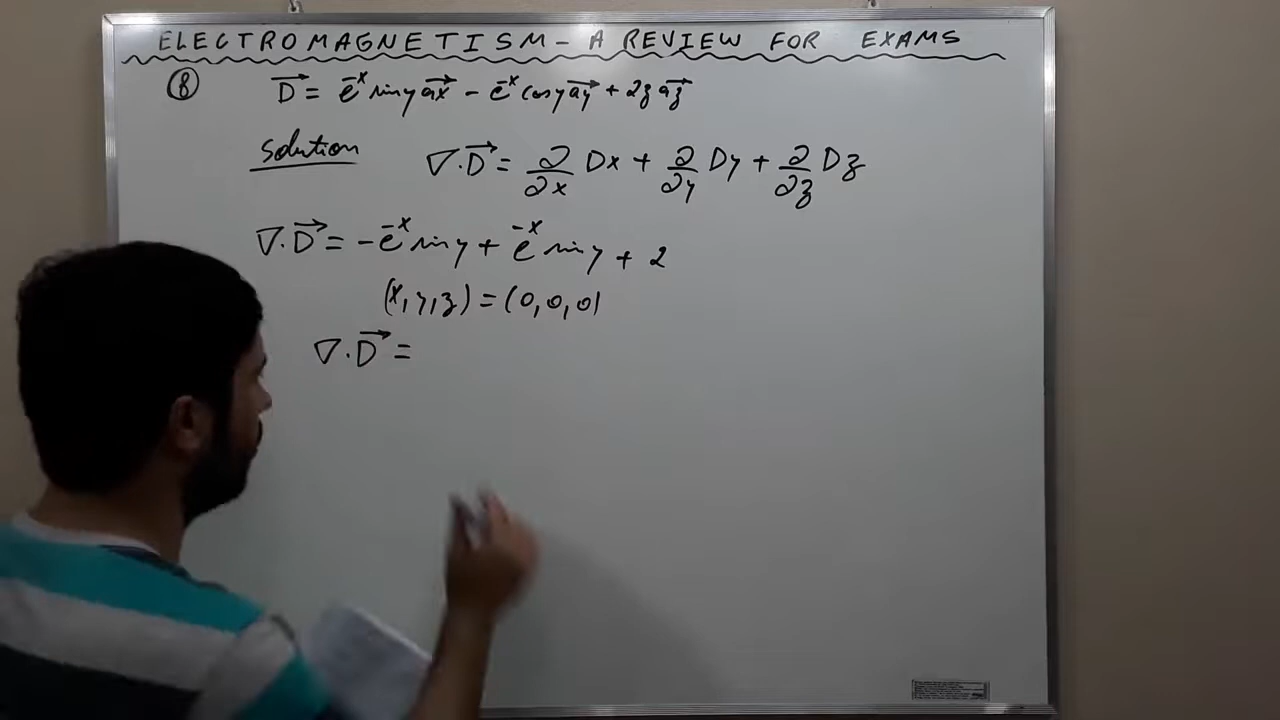 ELECTROMAGNETISM - A REVIEW FOR EXAMS
⑧ D⃗ = e⁻ˣ sin y a⃗x - e⁻ˣ cos y a⃗y + 2z a⃗z
Solution ∇·D⃗ = ∂/∂x Dx + ∂/∂y Dy + ∂/∂z Dz
∇·D⃗ = -e⁻ˣ sin y + e⁻ˣ sin y + 2
(x, y, z) = (0, 0, 0)
∇·D⃗ =